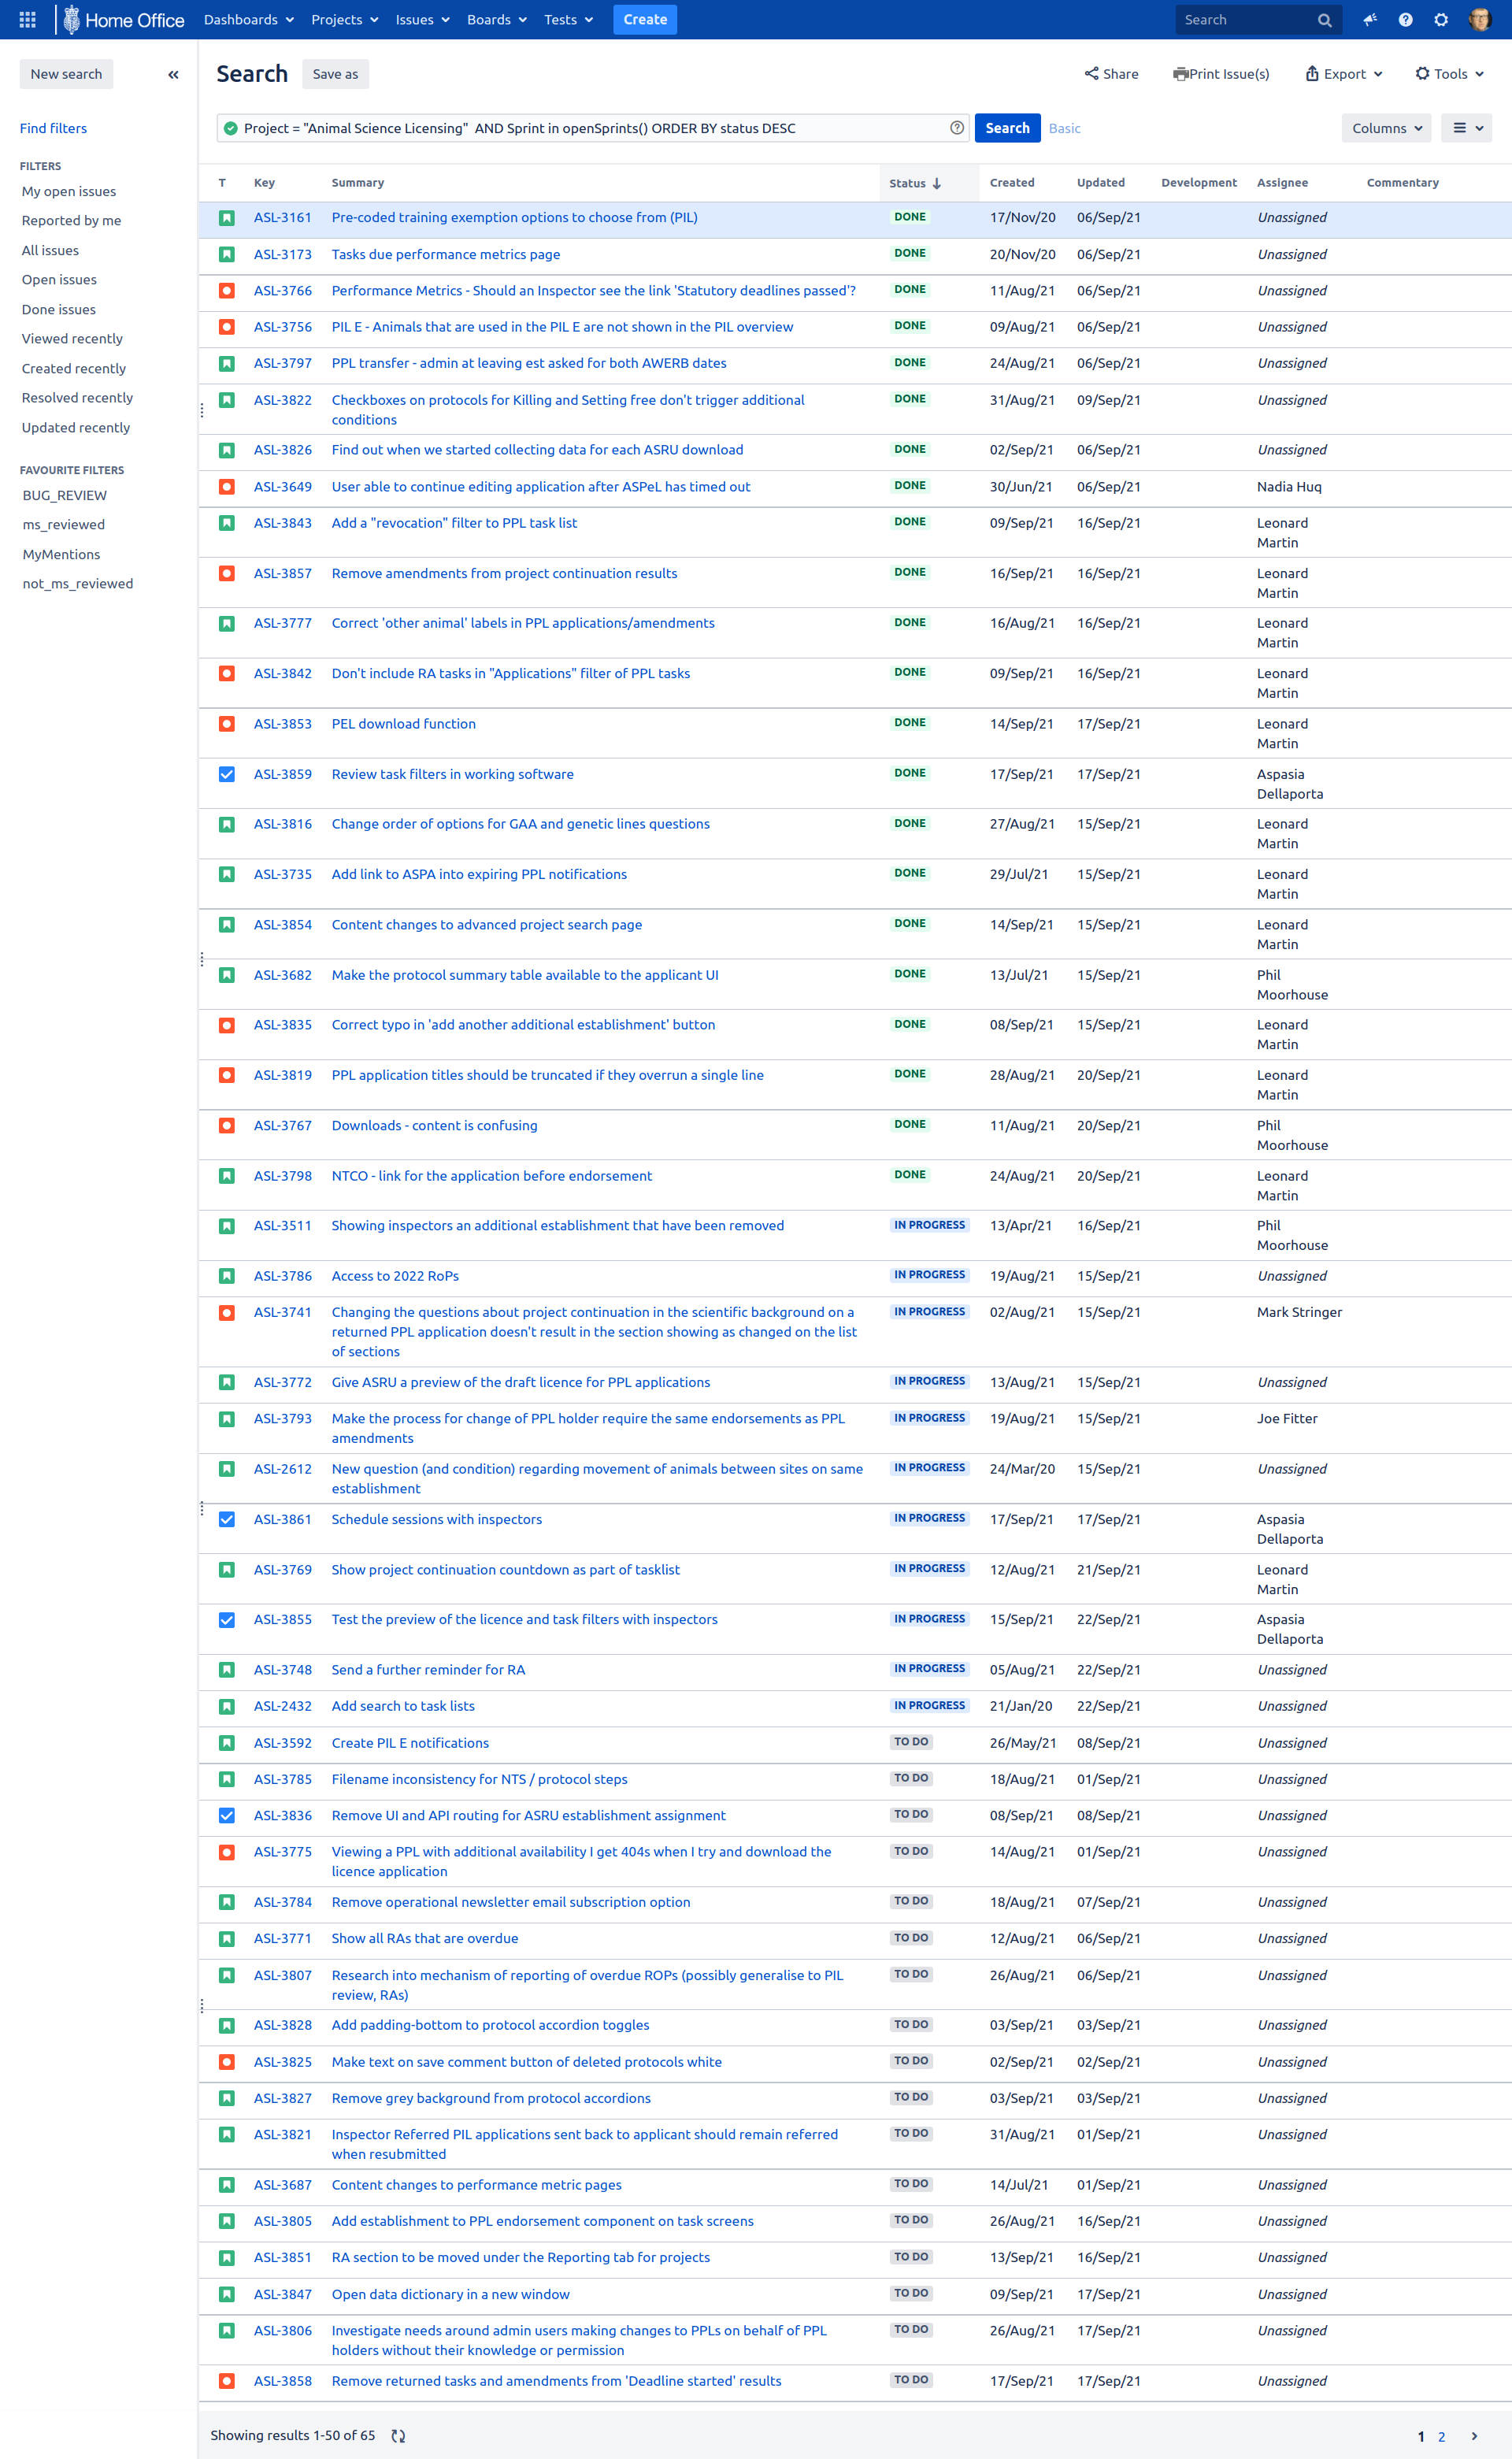 Home Office Dashboards Projects Issues Boards Tests Create Search
New search
Find filters
FILTERS
My open issues
Reported by me
All issues
Open issues
Done issues
Viewed recently
Created recently
Resolved recently
Updated recently
FAVOURITE FILTERS
BUG_REVIEW
ms_reviewed
MyMentions
not_ms_reviewed
Search Save as Share Print Issue(s) Export Tools
Project = "Animal Science Licensing" AND Sprint in openSprints() ORDER BY status DESC Search Basic Columns
T Key Summary Status Created Updated Development Assignee Commentary
ASL-3161 Pre-coded training exemption options to choose from (PIL) DONE 17/Nov/20 06/Sep/21 Unassigned
ASL-3173 Tasks due performance metrics page DONE 20/Nov/20 06/Sep/21 Unassigned
ASL-3766 Performance Metrics - Should an Inspector see the link 'Statutory deadlines passed'? DONE 11/Aug/21 06/Sep/21 Unassigned
ASL-3756 PIL E - Animals that are used in the PIL E are not shown in the PIL overview DONE 09/Aug/21 06/Sep/21 Unassigned
ASL-3797 PPL transfer - admin at leaving est asked for both AWERB dates DONE 24/Aug/21 06/Sep/21 Unassigned
ASL-3822 Checkboxes on protocols for Killing and Setting free don't trigger additional DONE 31/Aug/21 09/Sep/21 Unassigned
conditions
ASL-3826 Find out when we started collecting data for each ASRU download DONE 02/Sep/21 06/Sep/21 Unassigned
ASL-3649 User able to continue editing application after ASPeL has timed out DONE 30/Jun/21 06/Sep/21 Nadia Huq
ASL-3843 Add a "revocation" filter to PPL task list DONE 09/Sep/21 16/Sep/21 Leonard
Martin
ASL-3857 Remove amendments from project continuation results DONE 16/Sep/21 16/Sep/21 Leonard
Martin
ASL-3777 Correct 'other animal' labels in PPL applications/amendments DONE 16/Aug/21 16/Sep/21 Leonard
Martin
ASL-3842 Don't include RA tasks in "Applications" filter of PPL tasks DONE 09/Sep/21 16/Sep/21 Leonard
Martin
ASL-3853 PEL download function DONE 14/Sep/21 17/Sep/21 Leonard
Martin
ASL-3859 Review task filters in working software DONE 17/Sep/21 17/Sep/21 Aspasia
Dellaporta
ASL-3816 Change order of options for GAA and genetic lines questions DONE 27/Aug/21 15/Sep/21 Leonard
Martin
ASL-3735 Add link to ASPA into expiring PPL notifications DONE 29/Jul/21 15/Sep/21 Leonard
Martin
ASL-3854 Content changes to advanced project search page DONE 14/Sep/21 15/Sep/21 Leonard
Martin
ASL-3682 Make the protocol summary table available to the applicant UI DONE 13/Jul/21 15/Sep/21 Phil
Moorhouse
ASL-3835 Correct typo in 'add another additional establishment' button DONE 08/Sep/21 15/Sep/21 Leonard
Martin
ASL-3819 PPL application titles should be truncated if they overrun a single line DONE 28/Aug/21 20/Sep/21 Leonard
Martin
ASL-3767 Downloads - content is confusing DONE 11/Aug/21 20/Sep/21 Phil
Moorhouse
ASL-3798 NTCO - link for the application before endorsement DONE 24/Aug/21 20/Sep/21 Leonard
Martin
ASL-3511 Showing inspectors an additional establishment that have been removed IN PROGRESS 13/Apr/21 16/Sep/21 Phil
Moorhouse
ASL-3786 Access to 2022 RoPs IN PROGRESS 19/Aug/21 15/Sep/21 Unassigned
ASL-3741 Changing the questions about project continuation in the scientific background on a IN PROGRESS 02/Aug/21 15/Sep/21 Mark Stringer
returned PPL application doesn't result in the section showing as changed on the list
of sections
ASL-3772 Give ASRU a preview of the draft licence for PPL applications IN PROGRESS 13/Aug/21 15/Sep/21 Unassigned
ASL-3793 Make the process for change of PPL holder require the same endorsements as PPL IN PROGRESS 19/Aug/21 15/Sep/21 Joe Fitter
amendments
ASL-2612 New question (and condition) regarding movement of animals between sites on same IN PROGRESS 24/Mar/20 15/Sep/21 Unassigned
establishment
ASL-3861 Schedule sessions with inspectors IN PROGRESS 17/Sep/21 17/Sep/21 Aspasia
Dellaporta
ASL-3769 Show project continuation countdown as part of tasklist IN PROGRESS 12/Aug/21 21/Sep/21 Leonard
Martin
ASL-3855 Test the preview of the licence and task filters with inspectors IN PROGRESS 15/Sep/21 22/Sep/21 Aspasia
Dellaporta
ASL-3748 Send a further reminder for RA IN PROGRESS 05/Aug/21 22/Sep/21 Unassigned
ASL-2432 Add search to task lists IN PROGRESS 21/Jan/20 22/Sep/21 Unassigned
ASL-3592 Create PIL E notifications TO DO 26/May/21 08/Sep/21 Unassigned
ASL-3785 Filename inconsistency for NTS / protocol steps TO DO 18/Aug/21 01/Sep/21 Unassigned
ASL-3836 Remove UI and API routing for ASRU establishment assignment TO DO 08/Sep/21 08/Sep/21 Unassigned
ASL-3775 Viewing a PPL with additional availability I get 404s when I try and download the TO DO 14/Aug/21 01/Sep/21 Unassigned
licence application
ASL-3784 Remove operational newsletter email subscription option TO DO 18/Aug/21 07/Sep/21 Unassigned
ASL-3771 Show all RAs that are overdue TO DO 12/Aug/21 06/Sep/21 Unassigned
ASL-3807 Research into mechanism of reporting of overdue ROPs (possibly generalise to PIL TO DO 26/Aug/21 06/Sep/21 Unassigned
review, RAs)
ASL-3828 Add padding-bottom to protocol accordion toggles TO DO 03/Sep/21 03/Sep/21 Unassigned
ASL-3825 Make text on save comment button of deleted protocols white TO DO 02/Sep/21 02/Sep/21 Unassigned
ASL-3827 Remove grey background from protocol accordions TO DO 03/Sep/21 03/Sep/21 Unassigned
ASL-3821 Inspector Referred PIL applications sent back to applicant should remain referred TO DO 31/Aug/21 01/Sep/21 Unassigned
when resubmitted
ASL-3687 Content changes to performance metric pages TO DO 14/Jul/21 01/Sep/21 Unassigned
ASL-3805 Add establishment to PPL endorsement component on task screens TO DO 26/Aug/21 16/Sep/21 Unassigned
ASL-3851 RA section to be moved under the Reporting tab for projects TO DO 13/Sep/21 16/Sep/21 Unassigned
ASL-3847 Open data dictionary in a new window TO DO 09/Sep/21 17/Sep/21 Unassigned
ASL-3806 Investigate needs around admin users making changes to PPLs on behalf of PPL TO DO 26/Aug/21 17/Sep/21 Unassigned
holders without their knowledge or permission
ASL-3858 Remove returned tasks and amendments from 'Deadline started' results TO DO 17/Sep/21 17/Sep/21 Unassigned
Showing results 1-50 of 65 1 2